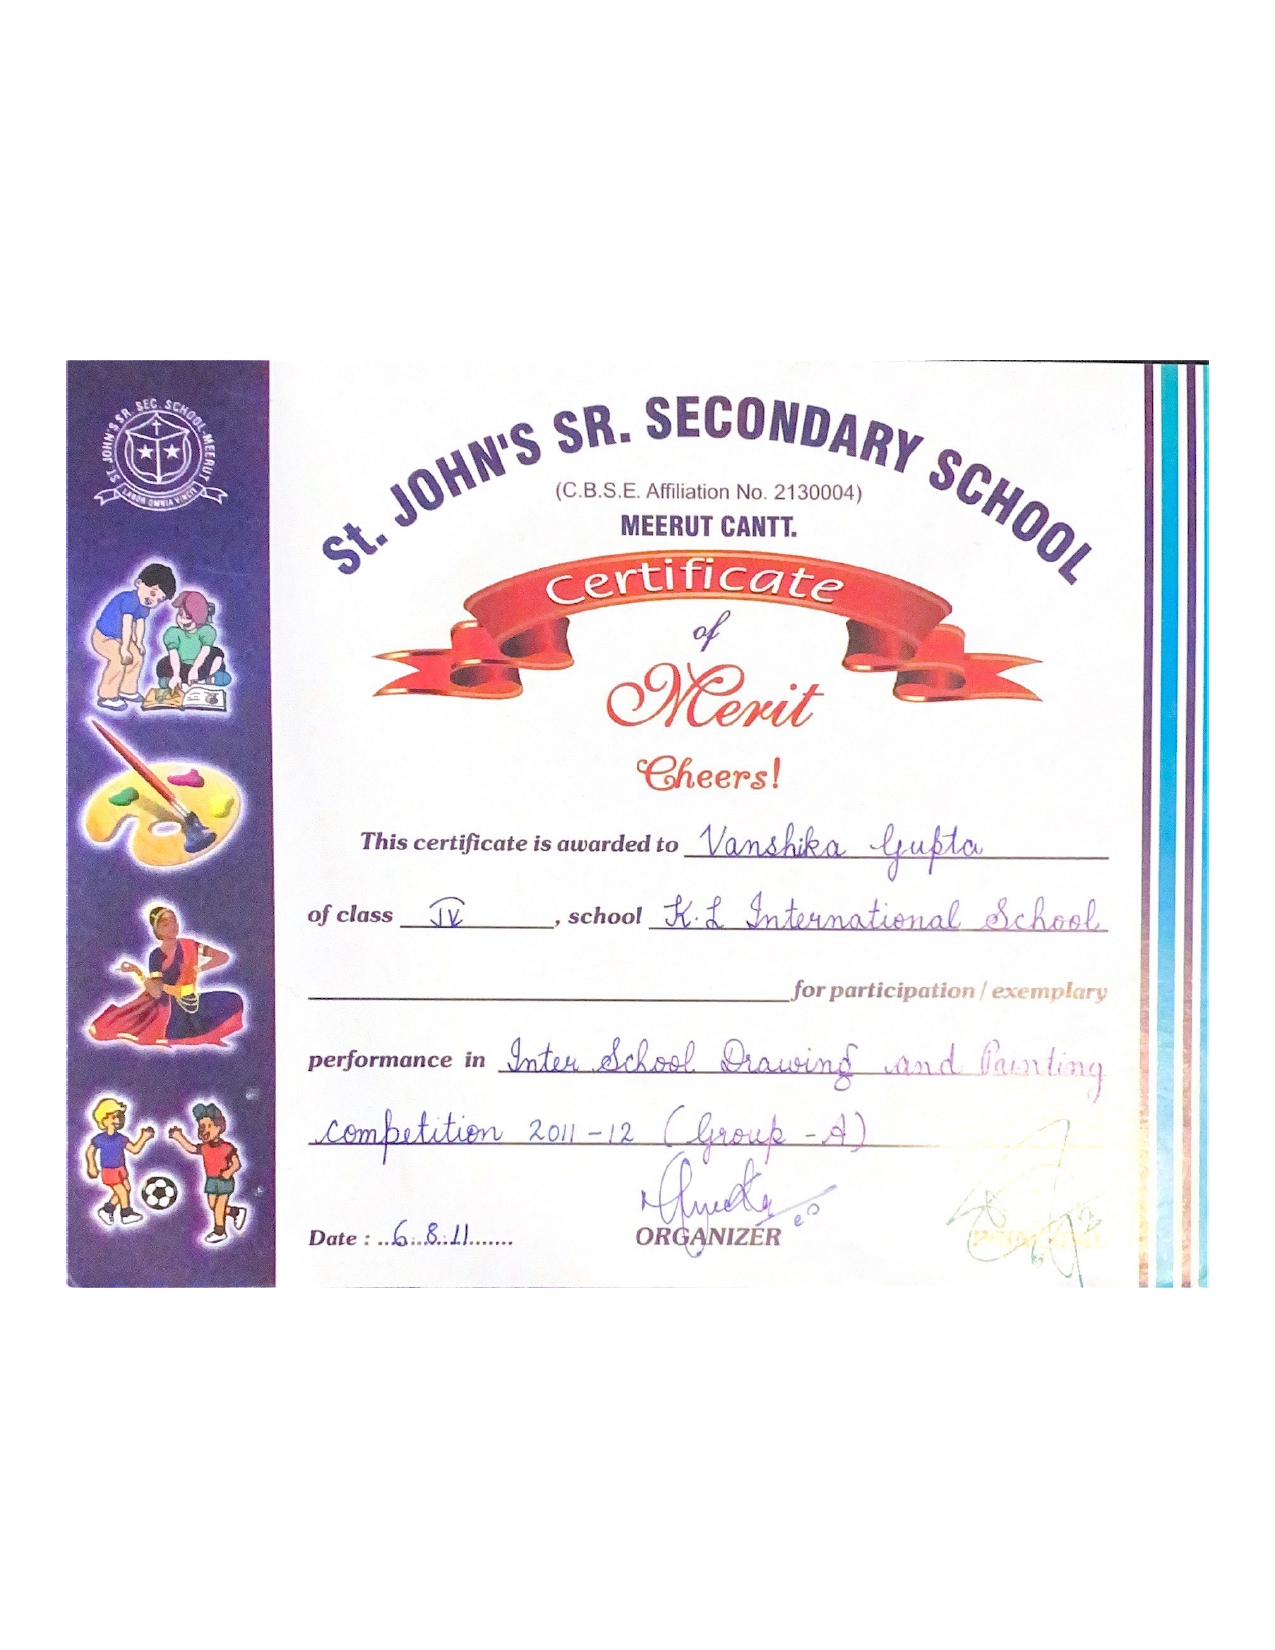 ST. JOHN'S SR. SEC. SCHOOL-MEERUT
LABOR OMNIA VINCIT
St. JOHN'S SR. SECONDARY SCHOOL
(C.B.S.E. Affiliation No. 2130004)
MEERUT CANTT.
Certificate
of
Merit
Cheers!
This certificate is awarded to Vanshika Gupta
of class IV, school K.L International School
for participation / exemplary
performance in Inter School Drawing and Painting
competition 2011-12 (Group-A)
Date : ..6..8..11.......
ORGANIZER